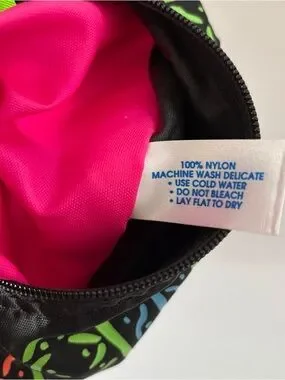 100% NYLON
MACHINE WASH DELICATE
• USE COLD WATER
• DO NOT BLEACH
• LAY FLAT TO DRY